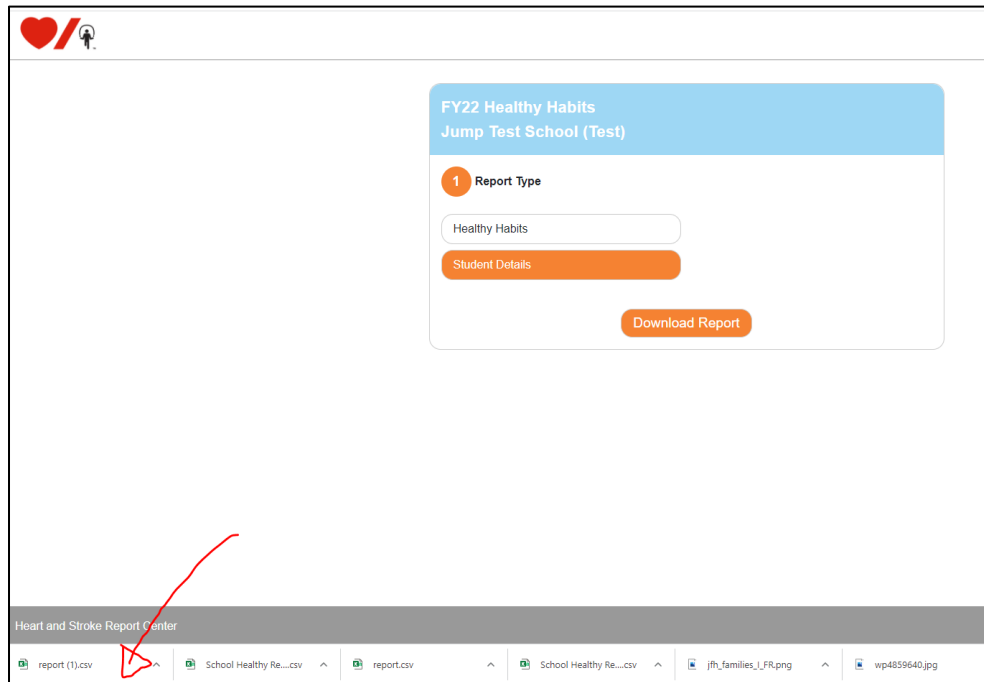 FY22 Healthy Habits
Jump Test School (Test)
1 Report Type
Healthy Habits
Student Details
Download Report
Heart and Stroke Report Center
report (1).csv
School Healthy Re....csv
report.csv
School Healthy Re....csv
jfh_families_I_FR.png
wp4859640.jpg